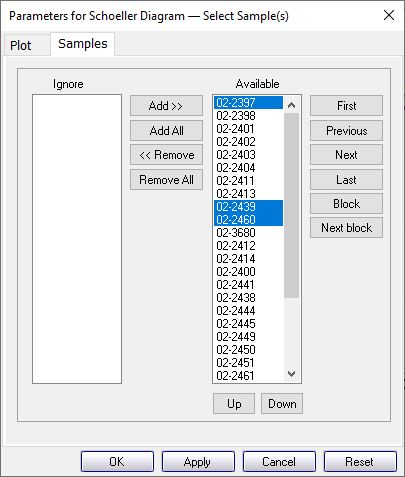 Parameters for Schoeller Diagram — Select Sample(s)
Plot
Samples
Ignore
Available
Add >>
Add All
<< Remove
Remove All
02-2397
02-2398
02-2401
02-2402
02-2403
02-2404
02-2411
02-2413
02-2439
02-2460
02-3680
02-2412
02-2414
02-2400
02-2441
02-2438
02-2444
02-2445
02-2449
02-2450
02-2451
02-2461
First
Previous
Next
Last
Block
Next block
Up
Down
OK
Apply
Cancel
Reset